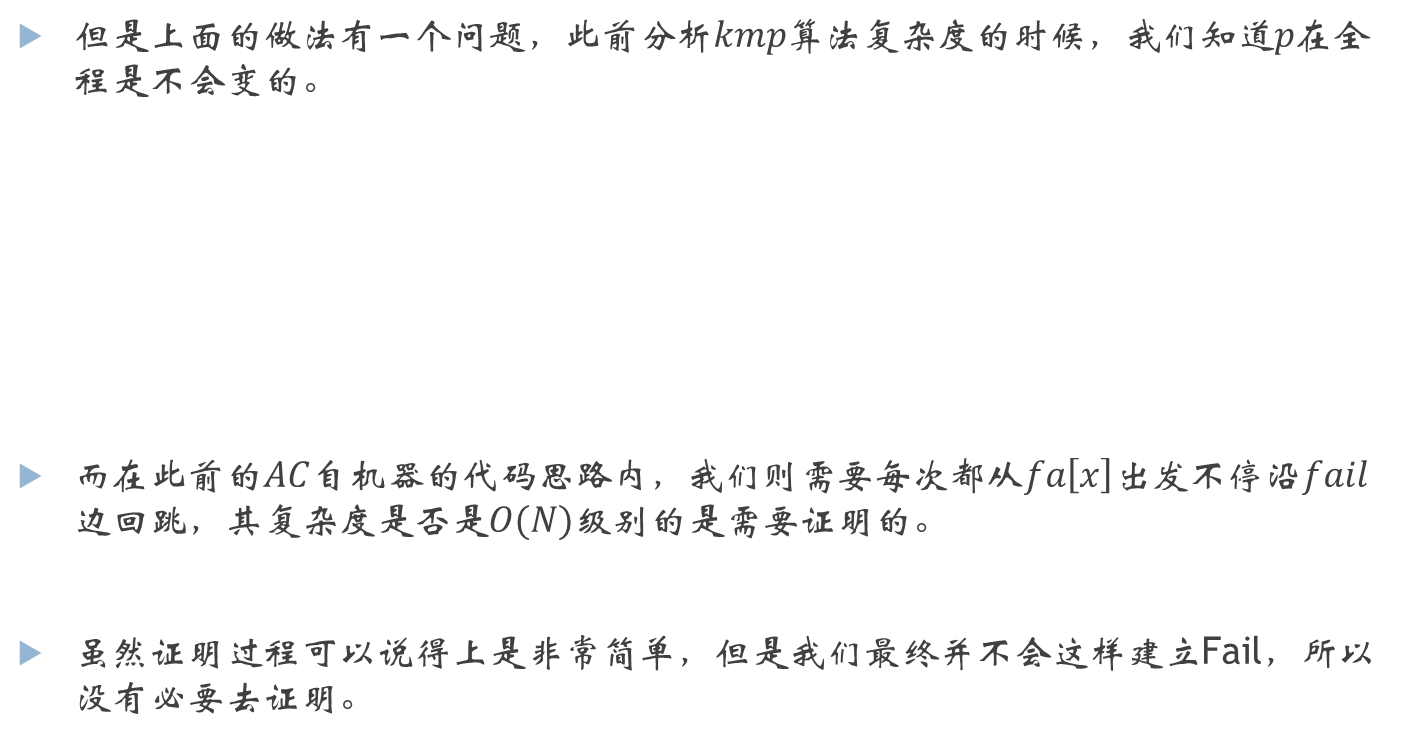 但是上面的做法有一个问题，此前分析kmp算法复杂度的时候，我们知道p在全
程是不会变的。
而在此前的AC自机器的代码思路内，我们则需要每次都从fa[x]出发不停沿fail
边回跳，其复杂度是否是O(N)级别的是需要证明的。
虽然证明过程可以说得上是非常简单，但是我们最终并不会这样建立Fail，所以
没有必要去证明。